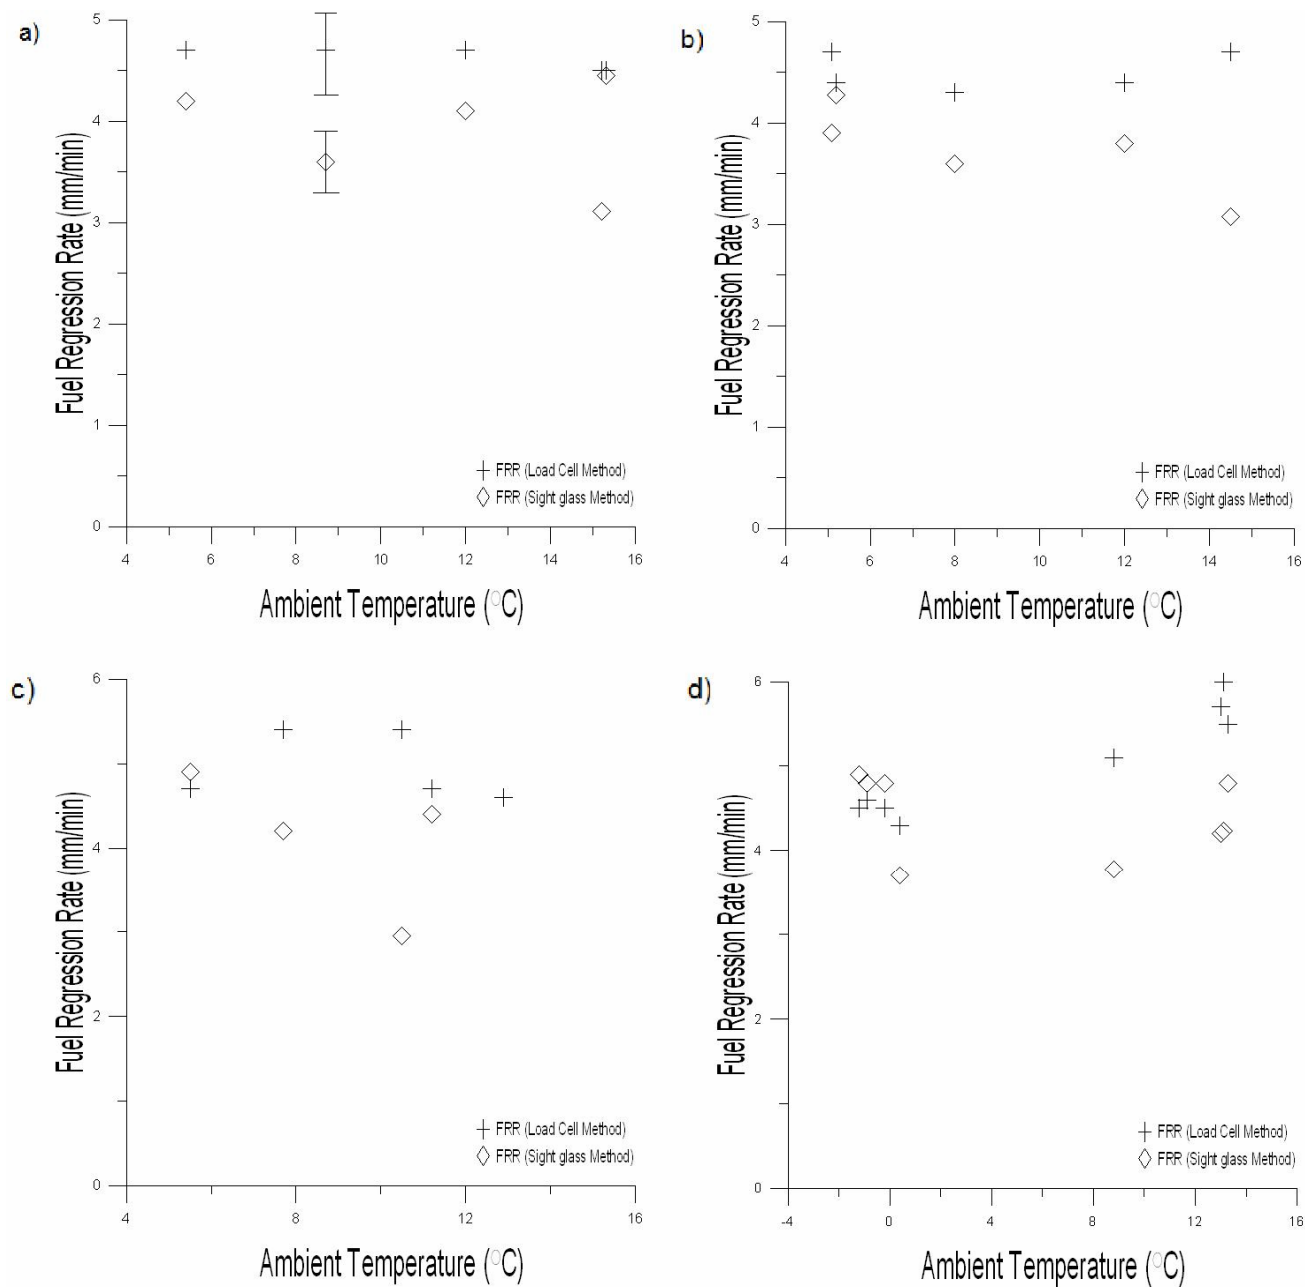 a)
5
4
3
2
1
0
Fuel Regression Rate (mm/min)
FRR (Load Cell Method)
FRR (Sight glass Method)
4 6 8 10 12 14 16
Ambient Temperature (°C)
b)
5
4
3
2
1
0
Fuel Regression Rate (mm/min)
FRR (Load Cell Method)
FRR (Sight glass Method)
4 6 8 10 12 14 16
Ambient Temperature (°C)
c)
6
4
2
0
Fuel Regression Rate (mm/min)
FRR (Load Cell Method)
FRR (Sight glass Method)
4 8 12 16
Ambient Temperature (°C)
d)
6
4
2
0
Fuel Regression Rate (mm/min)
FRR (Load Cell Method)
FRR (Sight glass Method)
-4 0 4 8 12 16
Ambient Temperature (°C)